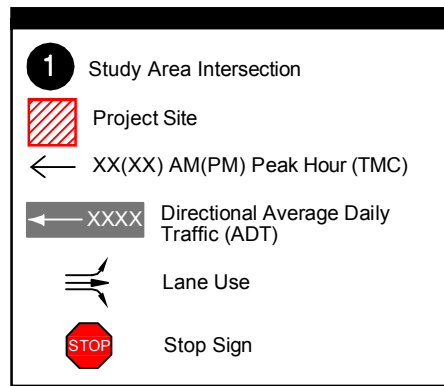 1 Study Area Intersection
Project Site
XX(XX) AM(PM) Peak Hour (TMC)
XXXX Directional Average Daily
Traffic (ADT)
Lane Use
STOP Stop Sign